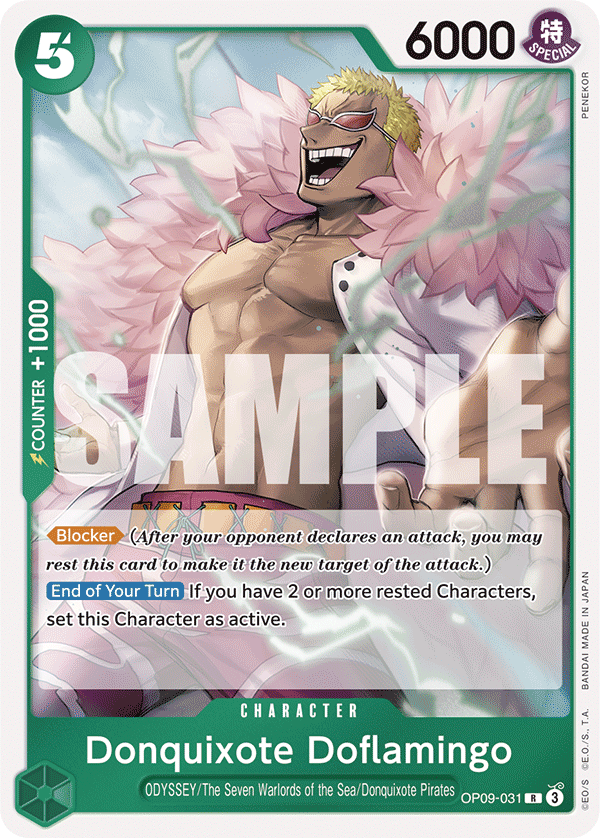 5
6000
特
SPECIAL
PENEKOR
COUNTER +1000
SAMPLE
Blocker (After your opponent declares an attack, you may
rest this card to make it the new target of the attack.)
End of Your Turn If you have 2 or more rested Characters,
set this Character as active.
CHARACTER
Donquixote Doflamingo
ODYSSEY/The Seven Warlords of the Sea/Donquixote Pirates
OP09-031 R 3
©E.O/S ©E.O./S., T.A. BANDAI MADE IN JAPAN